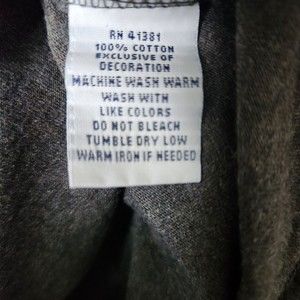 RN 41381
100% COTTON
EXCLUSIVE OF
DECORATION
MACHINE WASH WARM
WASH WITH
LIKE COLORS
DO NOT BLEACH
TUMBLE DRY LOW
WARM IRON IF NEEDED